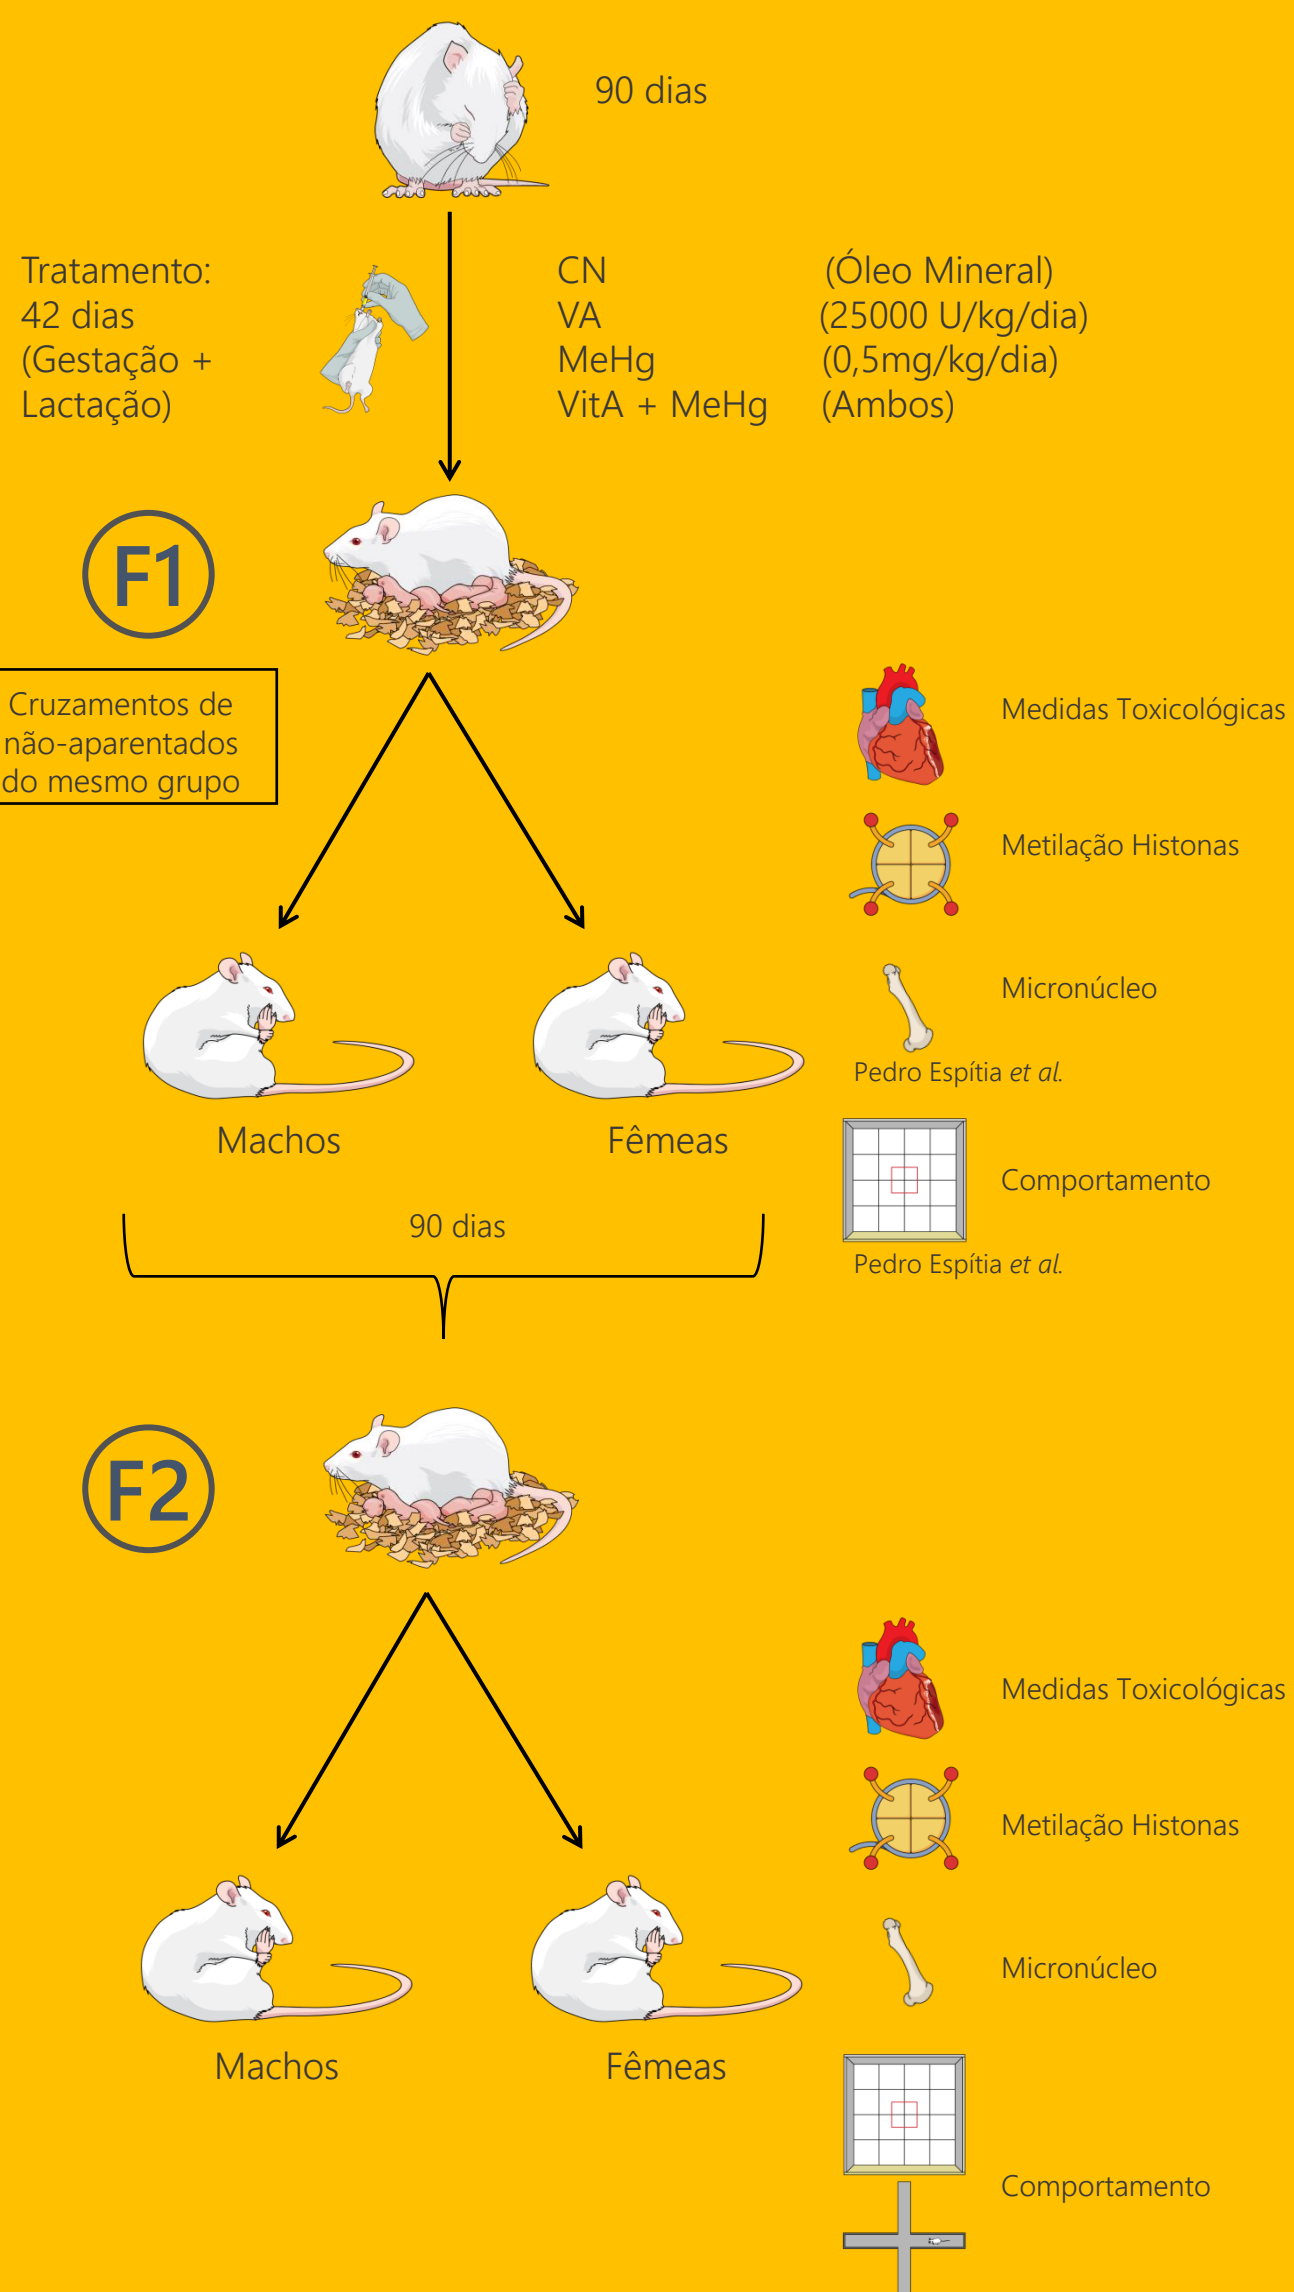 90 dias
Tratamento:
42 dias
(Gestação +
Lactação)
CN (Óleo Mineral)
VA (25000 U/kg/dia)
MeHg (0,5mg/kg/dia)
VitA + MeHg (Ambos)
F1
Cruzamentos de
não-aparentados
do mesmo grupo
Medidas Toxicológicas
Metilação Histonas
Micronúcleo
Pedro Espítia et al.
Machos
Fêmeas
Comportamento
90 dias
Pedro Espítia et al.
F2
Medidas Toxicológicas
Metilação Histonas
Micronúcleo
Machos
Fêmeas
Comportamento